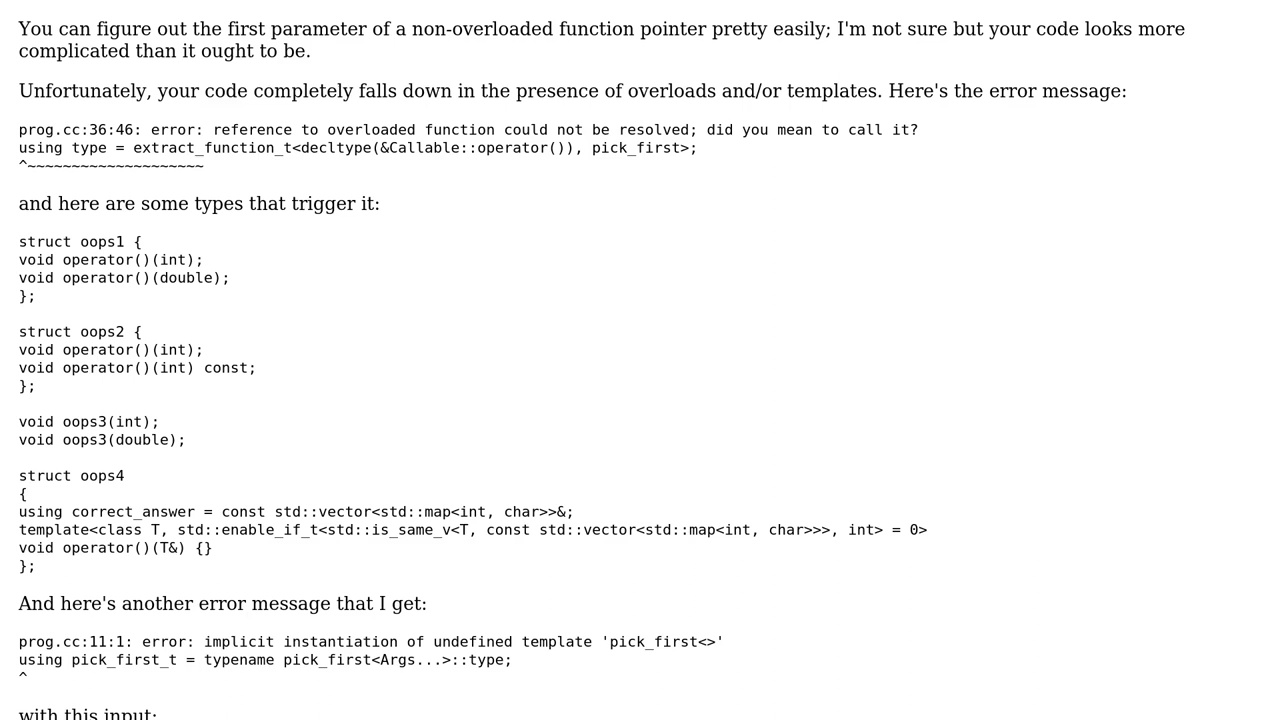 You can figure out the first parameter of a non-overloaded function pointer pretty easily; I'm not sure but your code looks more
complicated than it ought to be.
Unfortunately, your code completely falls down in the presence of overloads and/or templates. Here's the error message:
prog.cc:36:46: error: reference to overloaded function could not be resolved; did you mean to call it?
using type = extract_function_t<decltype(&Callable::operator()), pick_first>;
^~~~~~~~~~~~~~~~~~~~~
and here are some types that trigger it:
struct oops1 {
void operator()(int);
void operator()(double);
};
struct oops2 {
void operator()(int);
void operator()(int) const;
};
void oops3(int);
void oops3(double);
struct oops4
{
using correct_answer = const std::vector<std::map<int, char>>&;
template<class T, std::enable_if_t<std::is_same_v<T, const std::vector<std::map<int, char>>>, int> = 0>
void operator()(T&) {}
};
And here's another error message that I get:
prog.cc:11:1: error: implicit instantiation of undefined template 'pick_first<>'
using pick_first_t = typename pick_first<Args...>::type;
^
with this input: